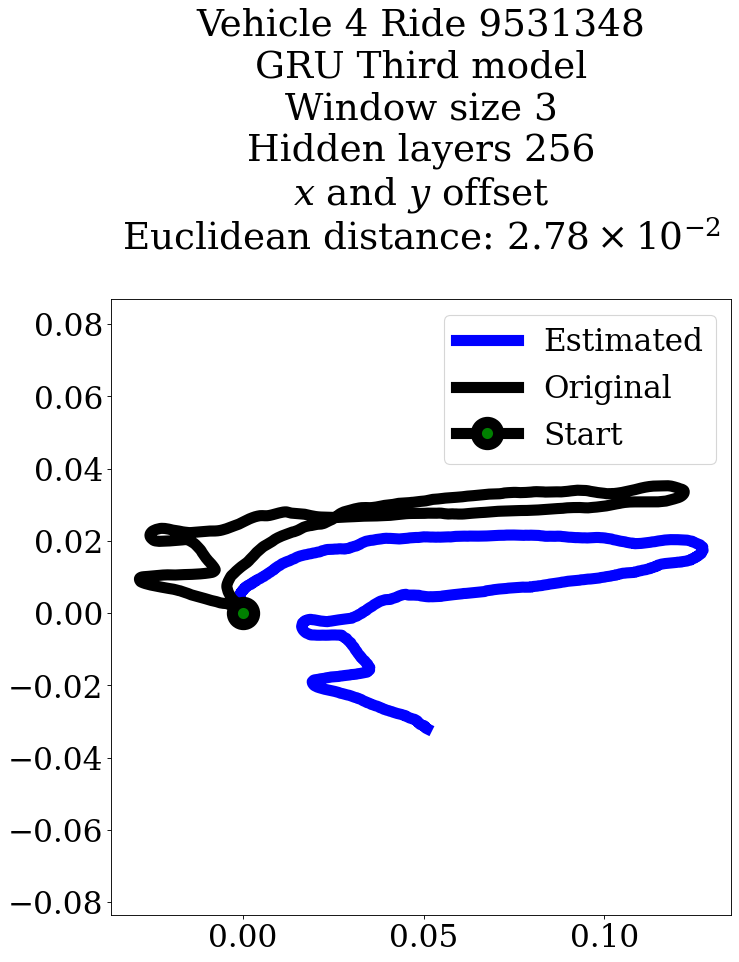 Vehicle 4 Ride 9531348
GRU Third model
Window size 3
Hidden layers 256
x and y offset
Euclidean distance: 2.78 × 10⁻²
Estimated
Original
Start
0.08
0.06
0.04
0.02
0.00
−0.02
−0.04
−0.06
−0.08
0.00 0.05 0.10